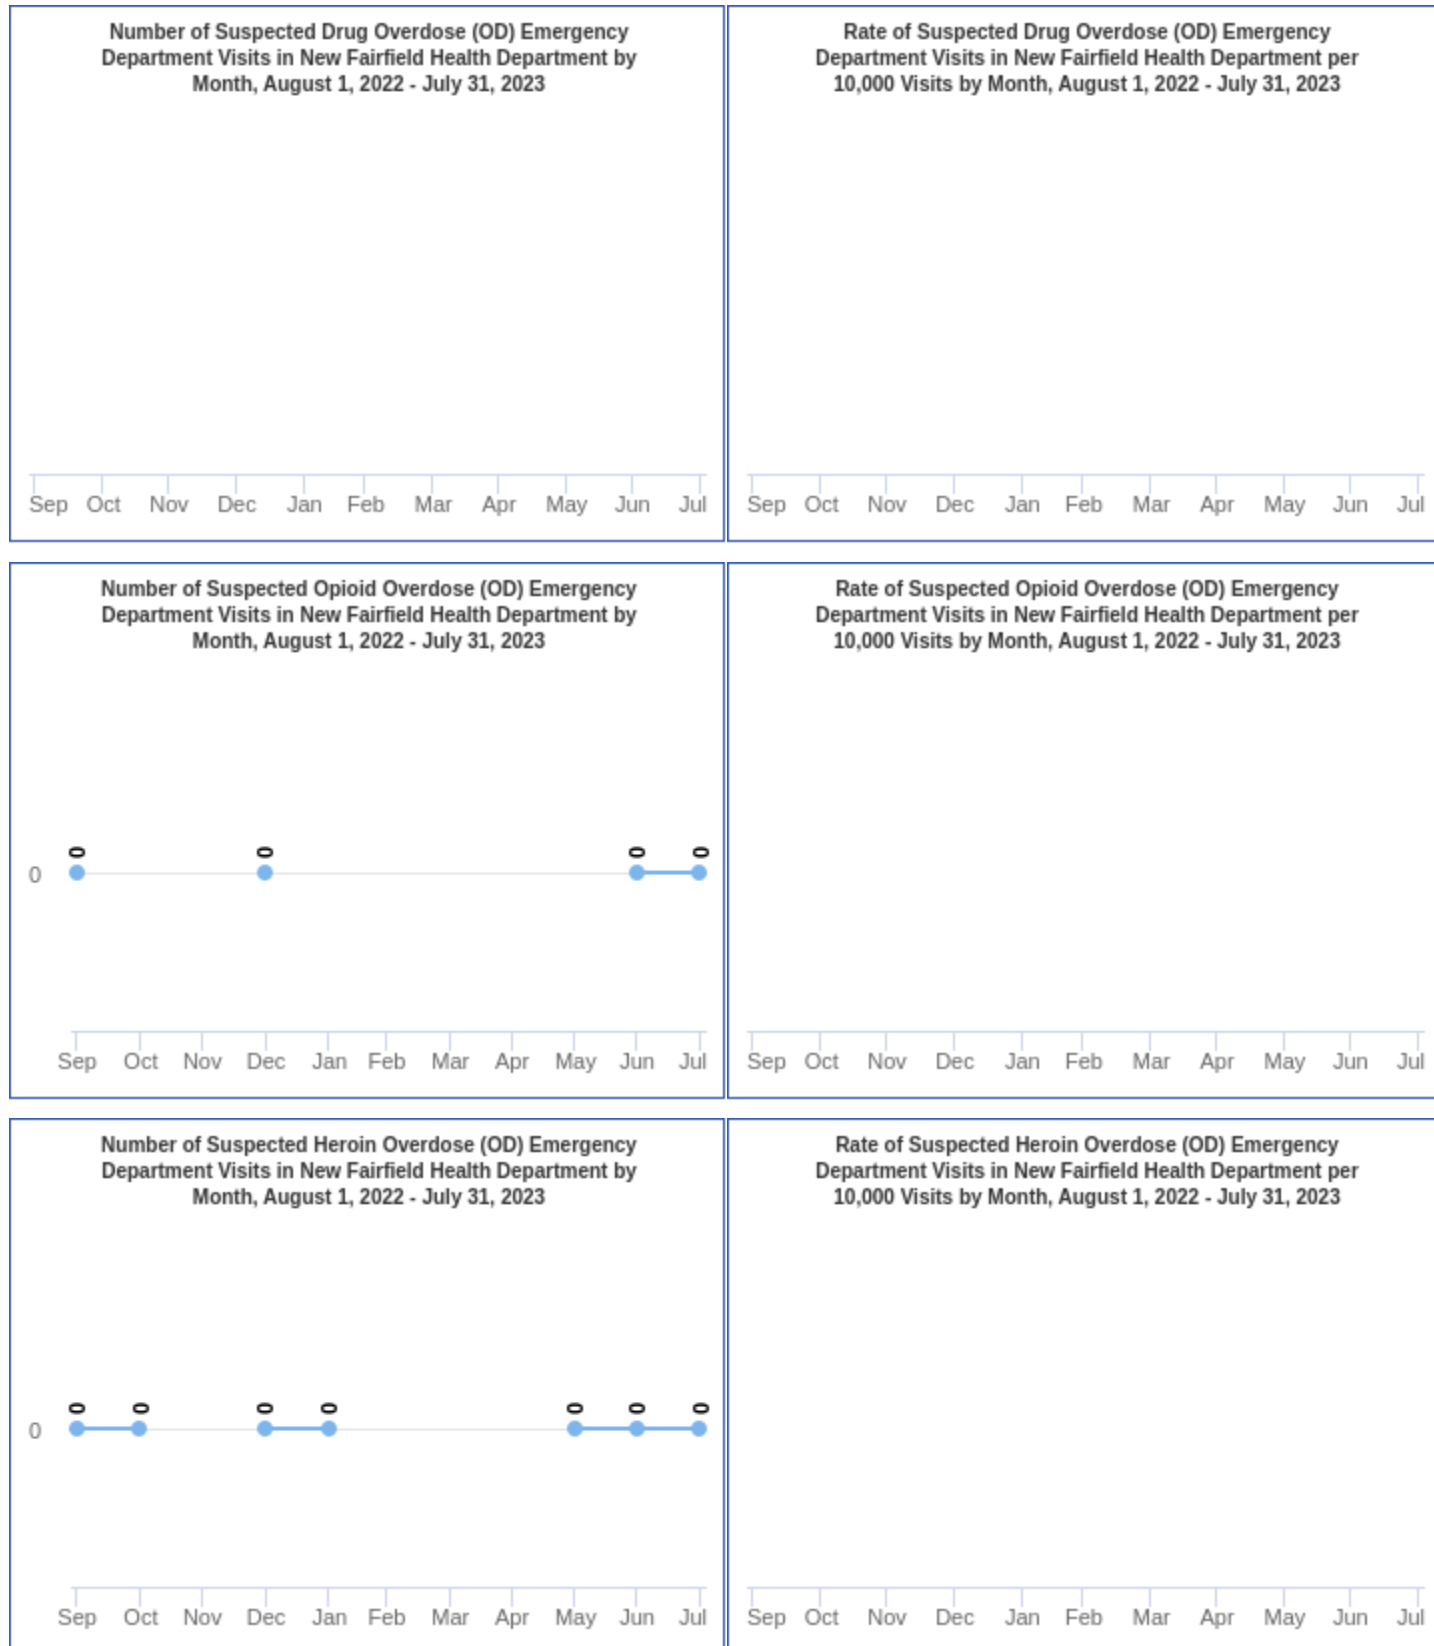 Number of Suspected Drug Overdose (OD) Emergency
Department Visits in New Fairfield Health Department by
Month, August 1, 2022 - July 31, 2023
Sep Oct Nov Dec Jan Feb Mar Apr May Jun Jul
Rate of Suspected Drug Overdose (OD) Emergency
Department Visits in New Fairfield Health Department per
10,000 Visits by Month, August 1, 2022 - July 31, 2023
Sep Oct Nov Dec Jan Feb Mar Apr May Jun Jul
Number of Suspected Opioid Overdose (OD) Emergency
Department Visits in New Fairfield Health Department by
Month, August 1, 2022 - July 31, 2023
0 0 0 0
0
Sep Oct Nov Dec Jan Feb Mar Apr May Jun Jul
Rate of Suspected Opioid Overdose (OD) Emergency
Department Visits in New Fairfield Health Department per
10,000 Visits by Month, August 1, 2022 - July 31, 2023
Sep Oct Nov Dec Jan Feb Mar Apr May Jun Jul
Number of Suspected Heroin Overdose (OD) Emergency
Department Visits in New Fairfield Health Department by
Month, August 1, 2022 - July 31, 2023
0 0 0 0 0 0 0
0
Sep Oct Nov Dec Jan Feb Mar Apr May Jun Jul
Rate of Suspected Heroin Overdose (OD) Emergency
Department Visits in New Fairfield Health Department per
10,000 Visits by Month, August 1, 2022 - July 31, 2023
Sep Oct Nov Dec Jan Feb Mar Apr May Jun Jul